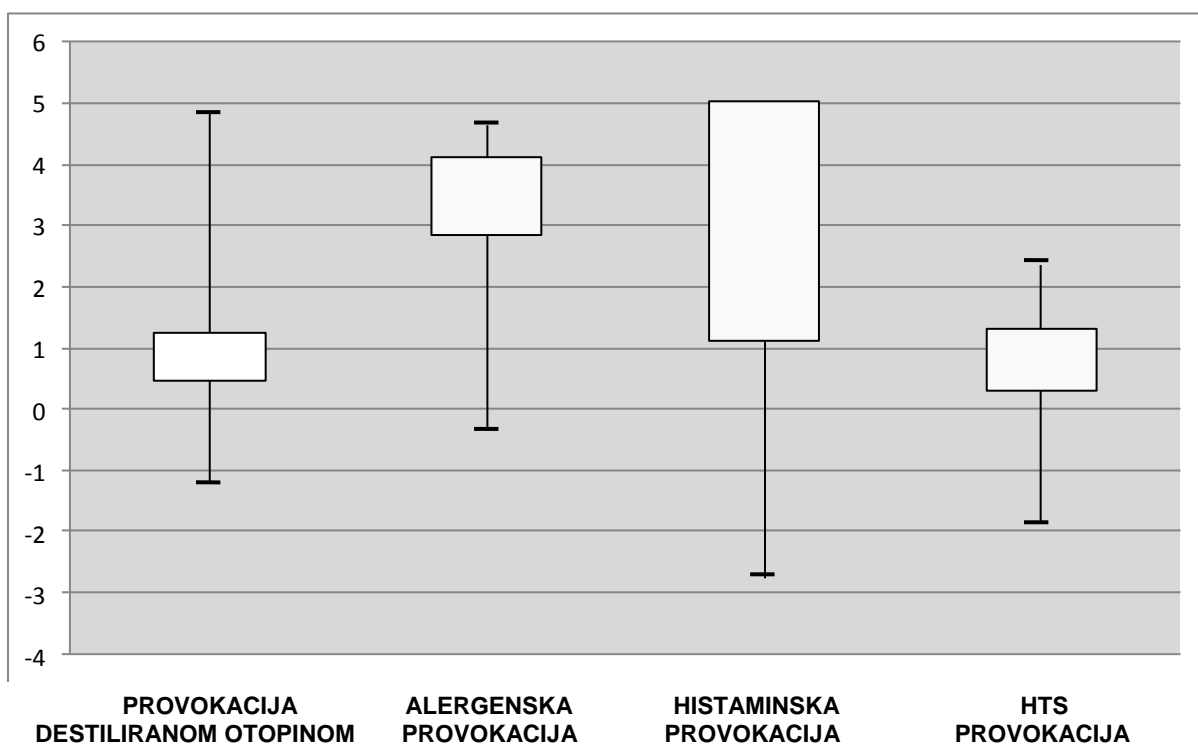 6
5
4
3
2
1
0
-1
-2
-3
-4
PROVOKACIJA
DESTILIRANOM OTOPINOM
ALERGENSKA
PROVOKACIJA
HISTAMINSKA
PROVOKACIJA
HTS
PROVOKACIJA